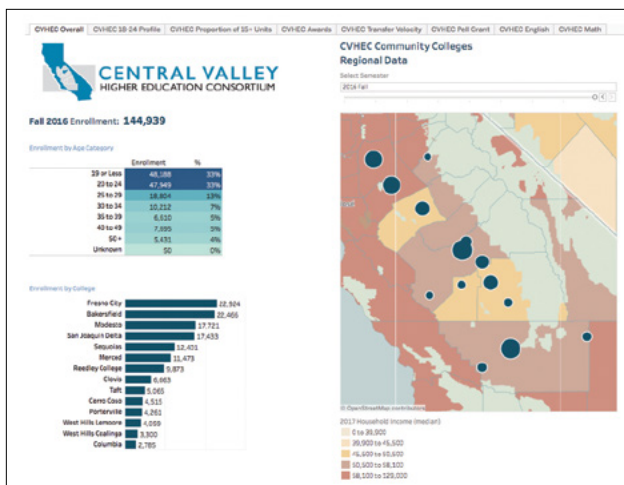 CVHEC Overall CVHEC 18-24 Profile CVHEC Proportion of 15+ Units CVHEC Awards CVHEC Transfer Velocity CVHEC Pell Grant CVHEC English CVHEC Math
CENTRAL VALLEY
HIGHER EDUCATION CONSORTIUM
Fall 2016 Enrollment: 144,939
Enrollment by Age Category
Enrollment %
19 or Less 48,188 33%
20 to 24 47,949 33%
25 to 29 18,804 13%
30 to 34 10,212 7%
35 to 39 6,610 5%
40 to 49 7,695 5%
50+ 5,431 4%
Unknown 50 0%
Enrollment by College
Fresno City 22,924
Bakersfield 22,466
Modesto 17,721
San Joaquin Delta 17,433
Sequoias 12,431
Merced 11,473
Reedley College 9,873
Clovis 6,663
Taft 5,065
Cerro Coso 4,515
Porterville 4,261
West Hills Lemoore
West Hills Coalinga 3,300
Columbia 2,785
CVHEC Community Colleges
Regional Data
Select Semester
2016 Fall
© OpenStreetMap contributors
2017 Household Income (median)
0 to 39,900
39,900 to 45,500
45,500 to 50,500
50,500 to 58,100
58,100 to 129,000